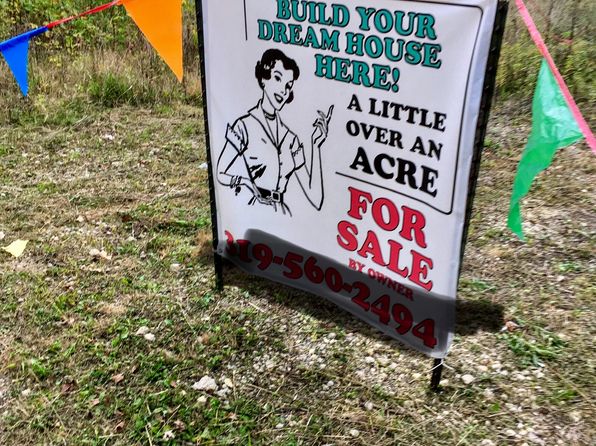 BUILD YOUR
DREAM HOUSE
HERE!
A LITTLE
OVER AN
ACRE
FOR
SALE
BY OWNER
319-560-2494